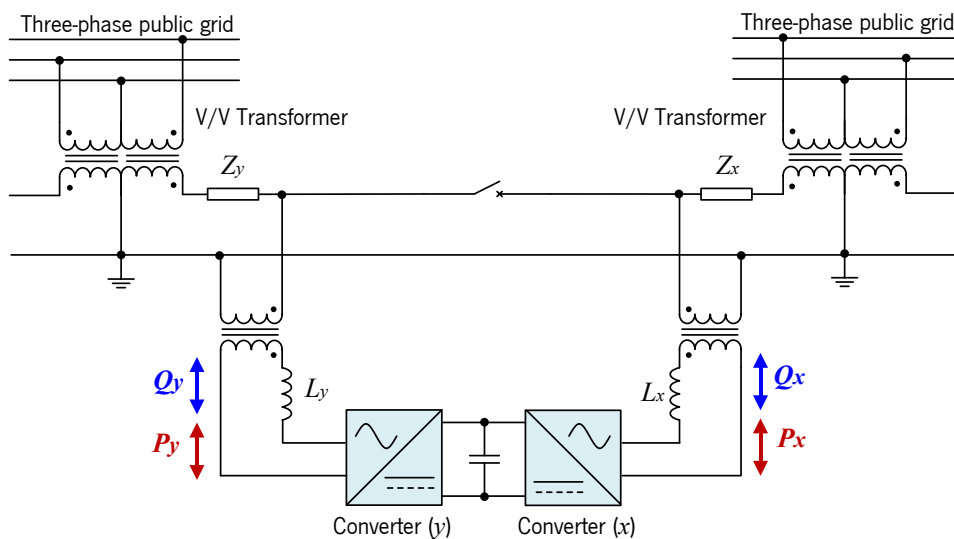 Three-phase public grid
Three-phase public grid
V/V Transformer
V/V Transformer
Zy
Zx
Qy
Ly
Lx
Qx
Py
Px
Converter (y)
Converter (x)